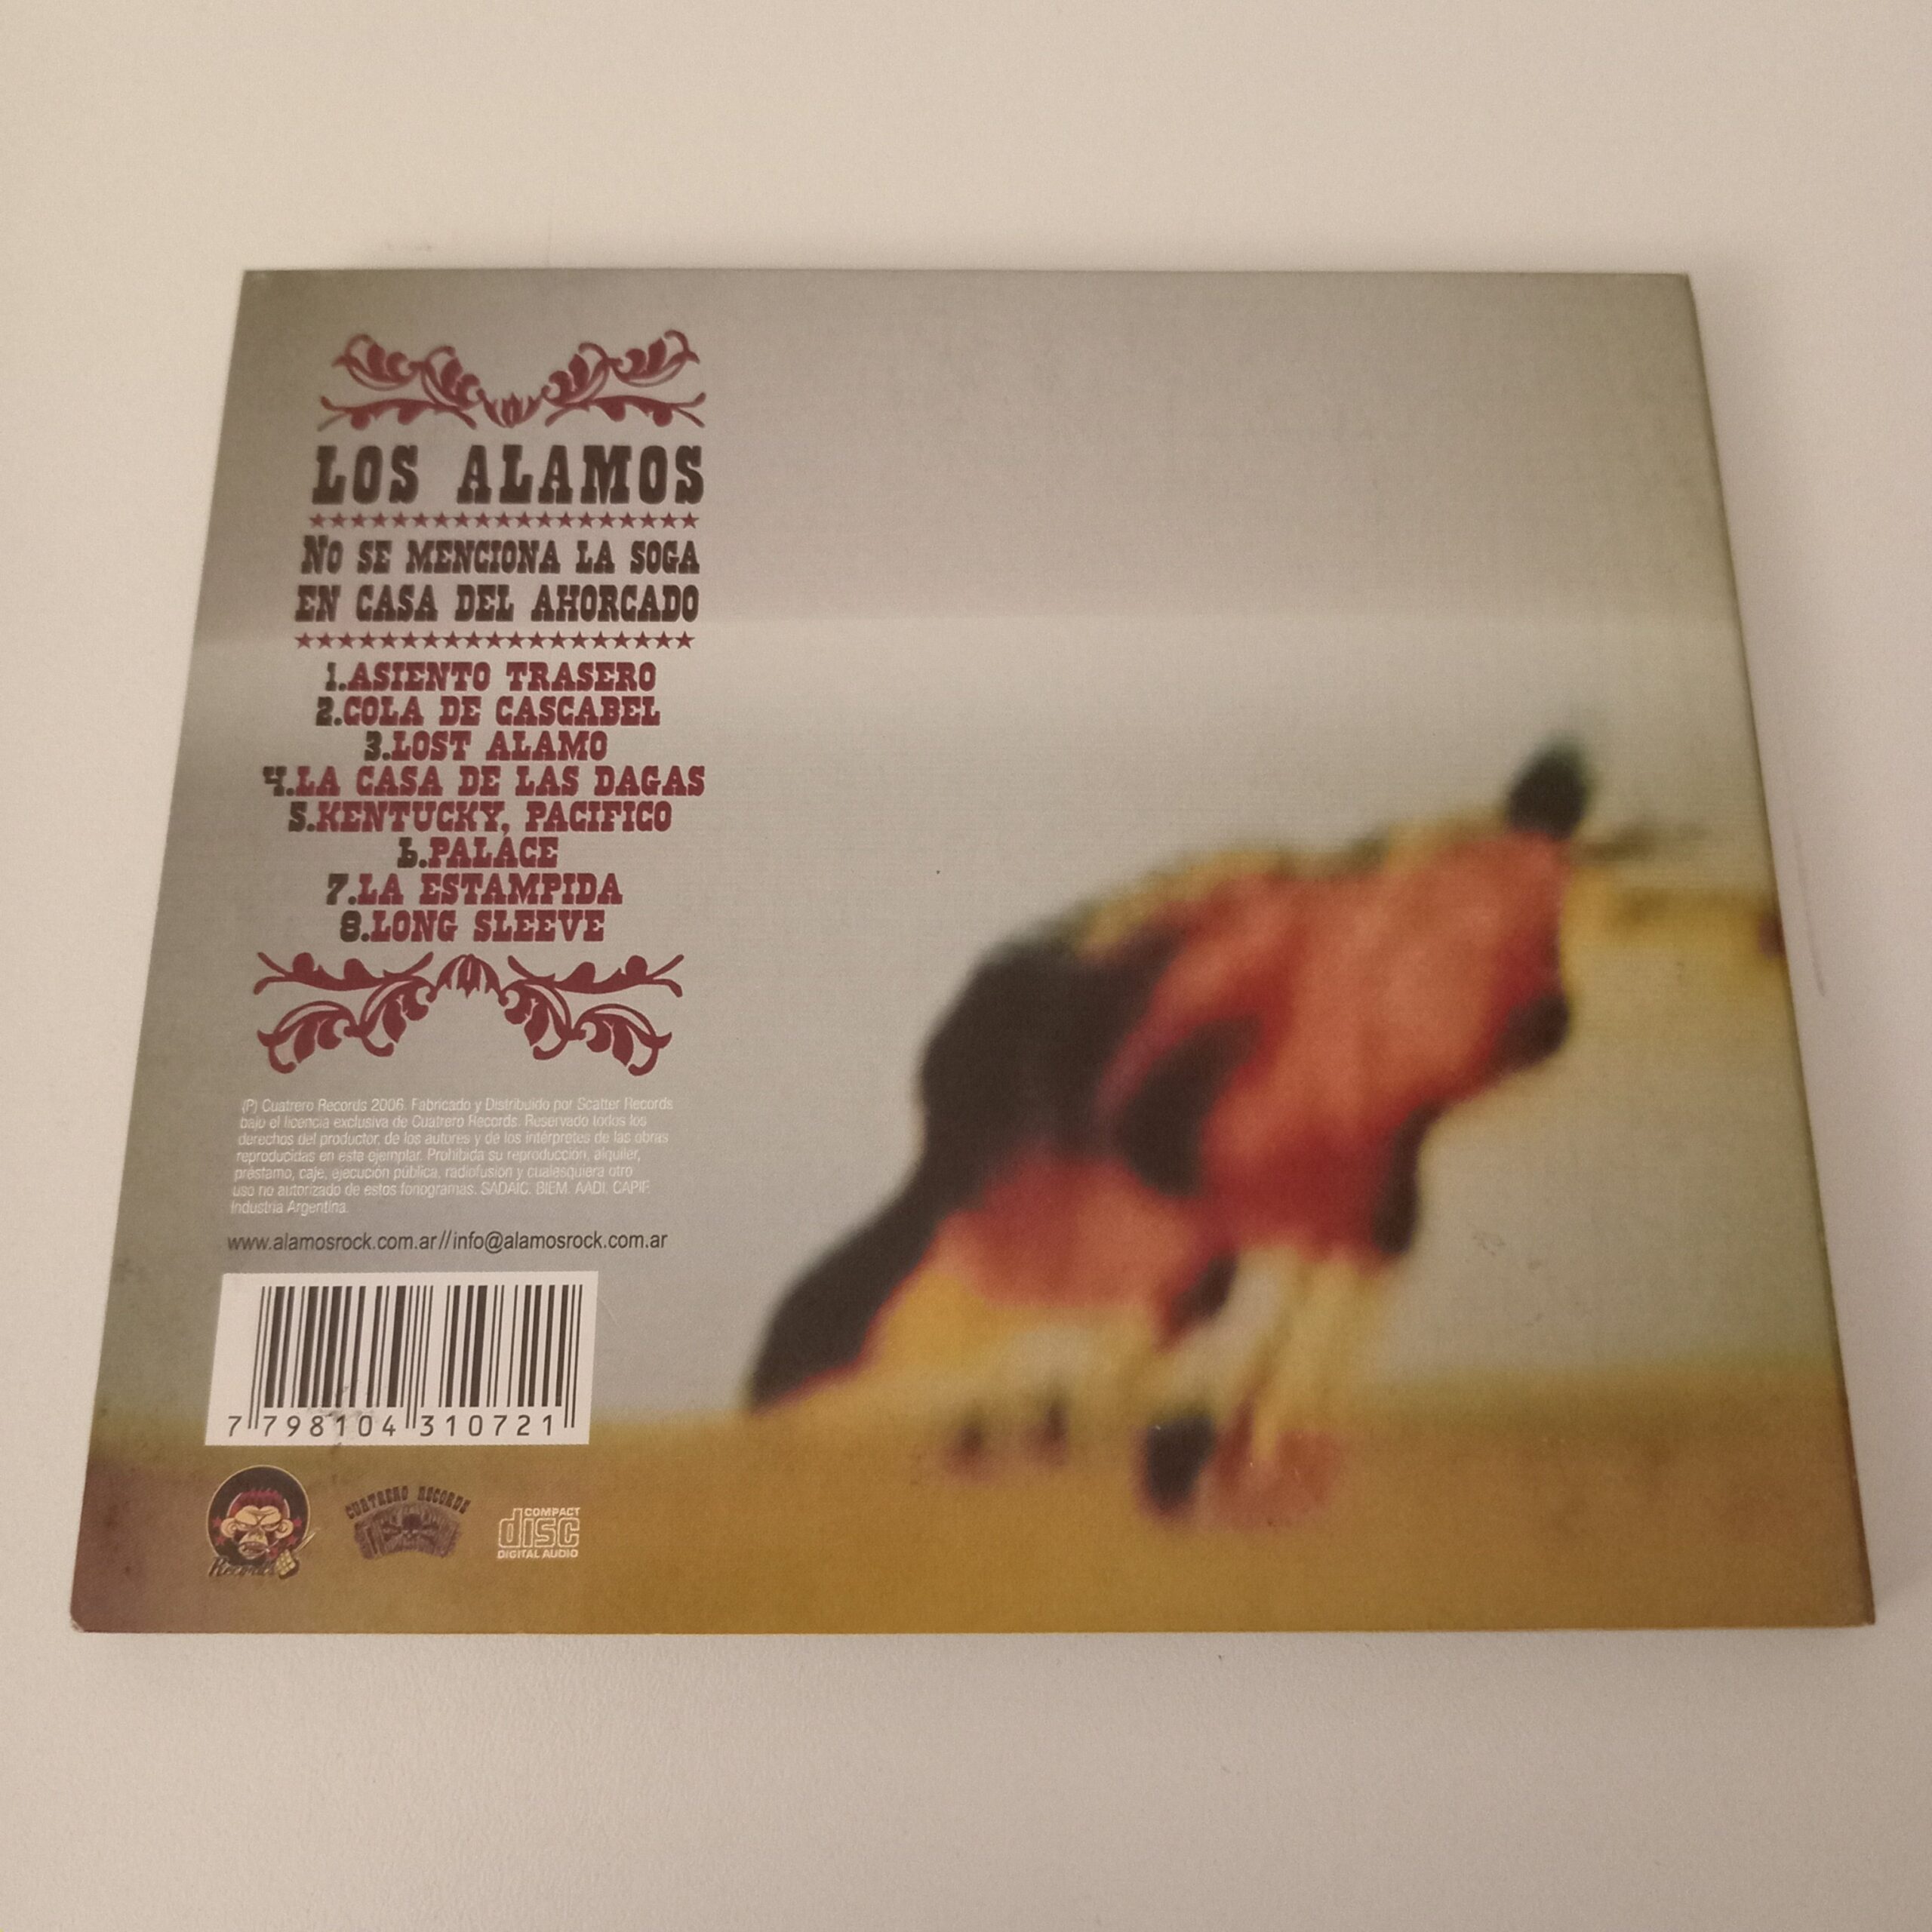 LOS ALAMOS
NO SE MENCIONA LA SOGA
EN CASA DEL AHORCADO
1.ASIENTO TRASERO
2.COLA DE CASCABEL
3.LOST ALAMO
4.LA CASA DE LAS DAGAS
5.KENTUCKY, PACIFICO
6.PALACE
7.LA ESTAMPIDA
8.LONG SLEEVE
(P) Cuatrero Records 2006. Fabricado y Distribuido por Scatter Records
bajo el licencia exclusiva de Cuatrero Records. Reservado todos los
derechos del productor, de los autores y de los intérpretes de las obras
reproducidas en este ejemplar. Prohibida su reproducción, alquiler,
préstamo, caje, ejecución pública, radiofusión y cualesquiera otro
uso no autorizado de estos fonogramas. SADAIC. BIEM. AADI. CAPIF.
Industria Argentina.
www.alamosrock.com.ar//info@alamosrock.com.ar
7 798104 310721
Records
CUATRERO RECORDS
COMPACT
disc
DIGITAL AUDIO